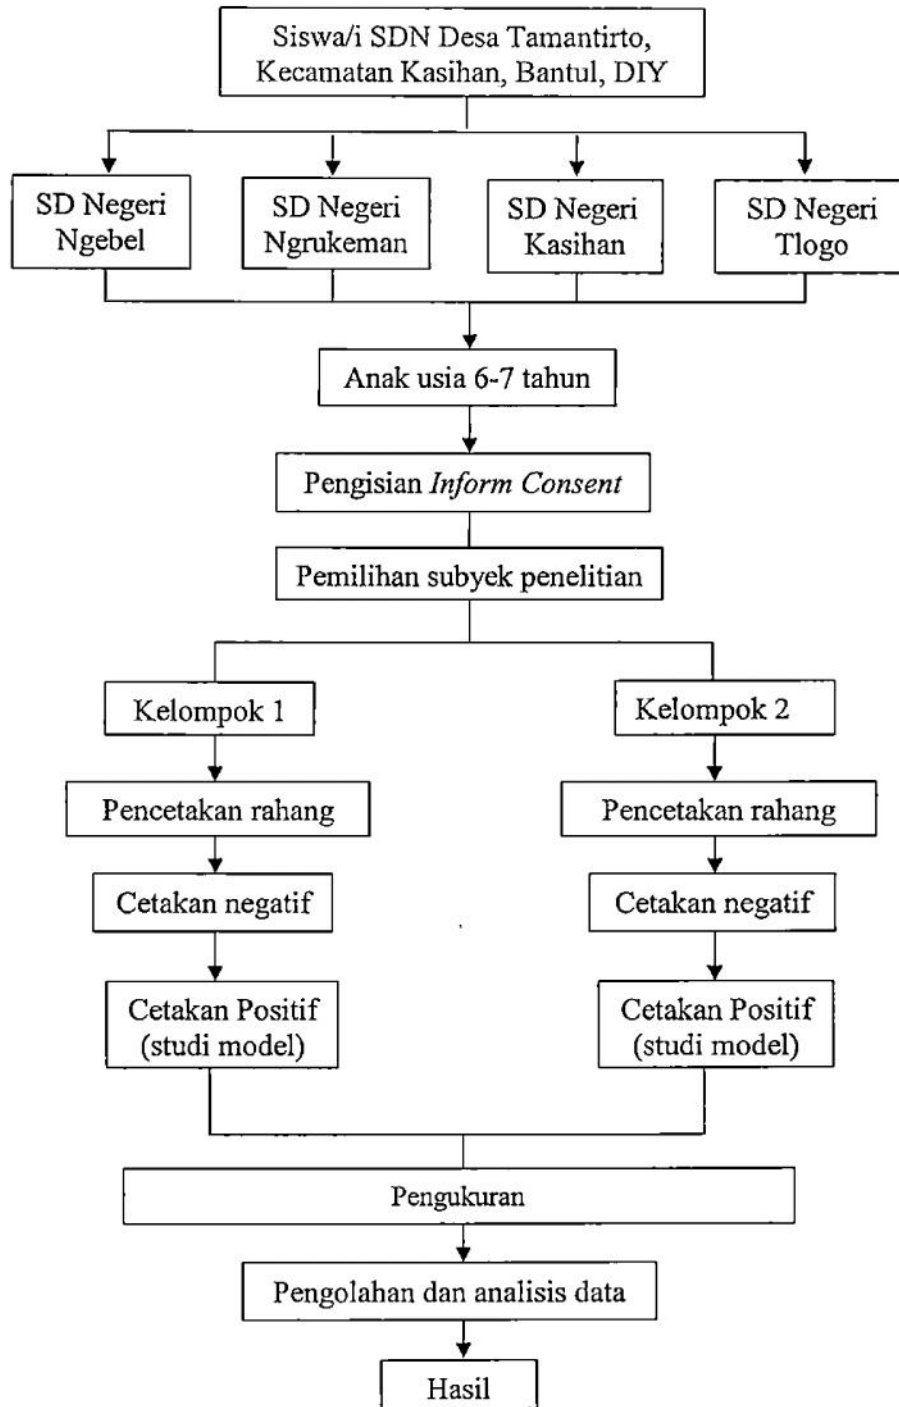 Siswa/i SDN Desa Tamantirto,
Kecamatan Kasihan, Bantul, DIY
SD Negeri
Ngebel
SD Negeri
Ngrukeman
SD Negeri
Kasihan
SD Negeri
Tlogo
Anak usia 6-7 tahun
Pengisian Inform Consent
Pemilihan subyek penelitian
Kelompok 1
Kelompok 2
Pencetakan rahang
Pencetakan rahang
Cetakan negatif
Cetakan negatif
Cetakan Positif
(studi model)
Cetakan Positif
(studi model)
Pengukuran
Pengolahan dan analisis data
Hasil